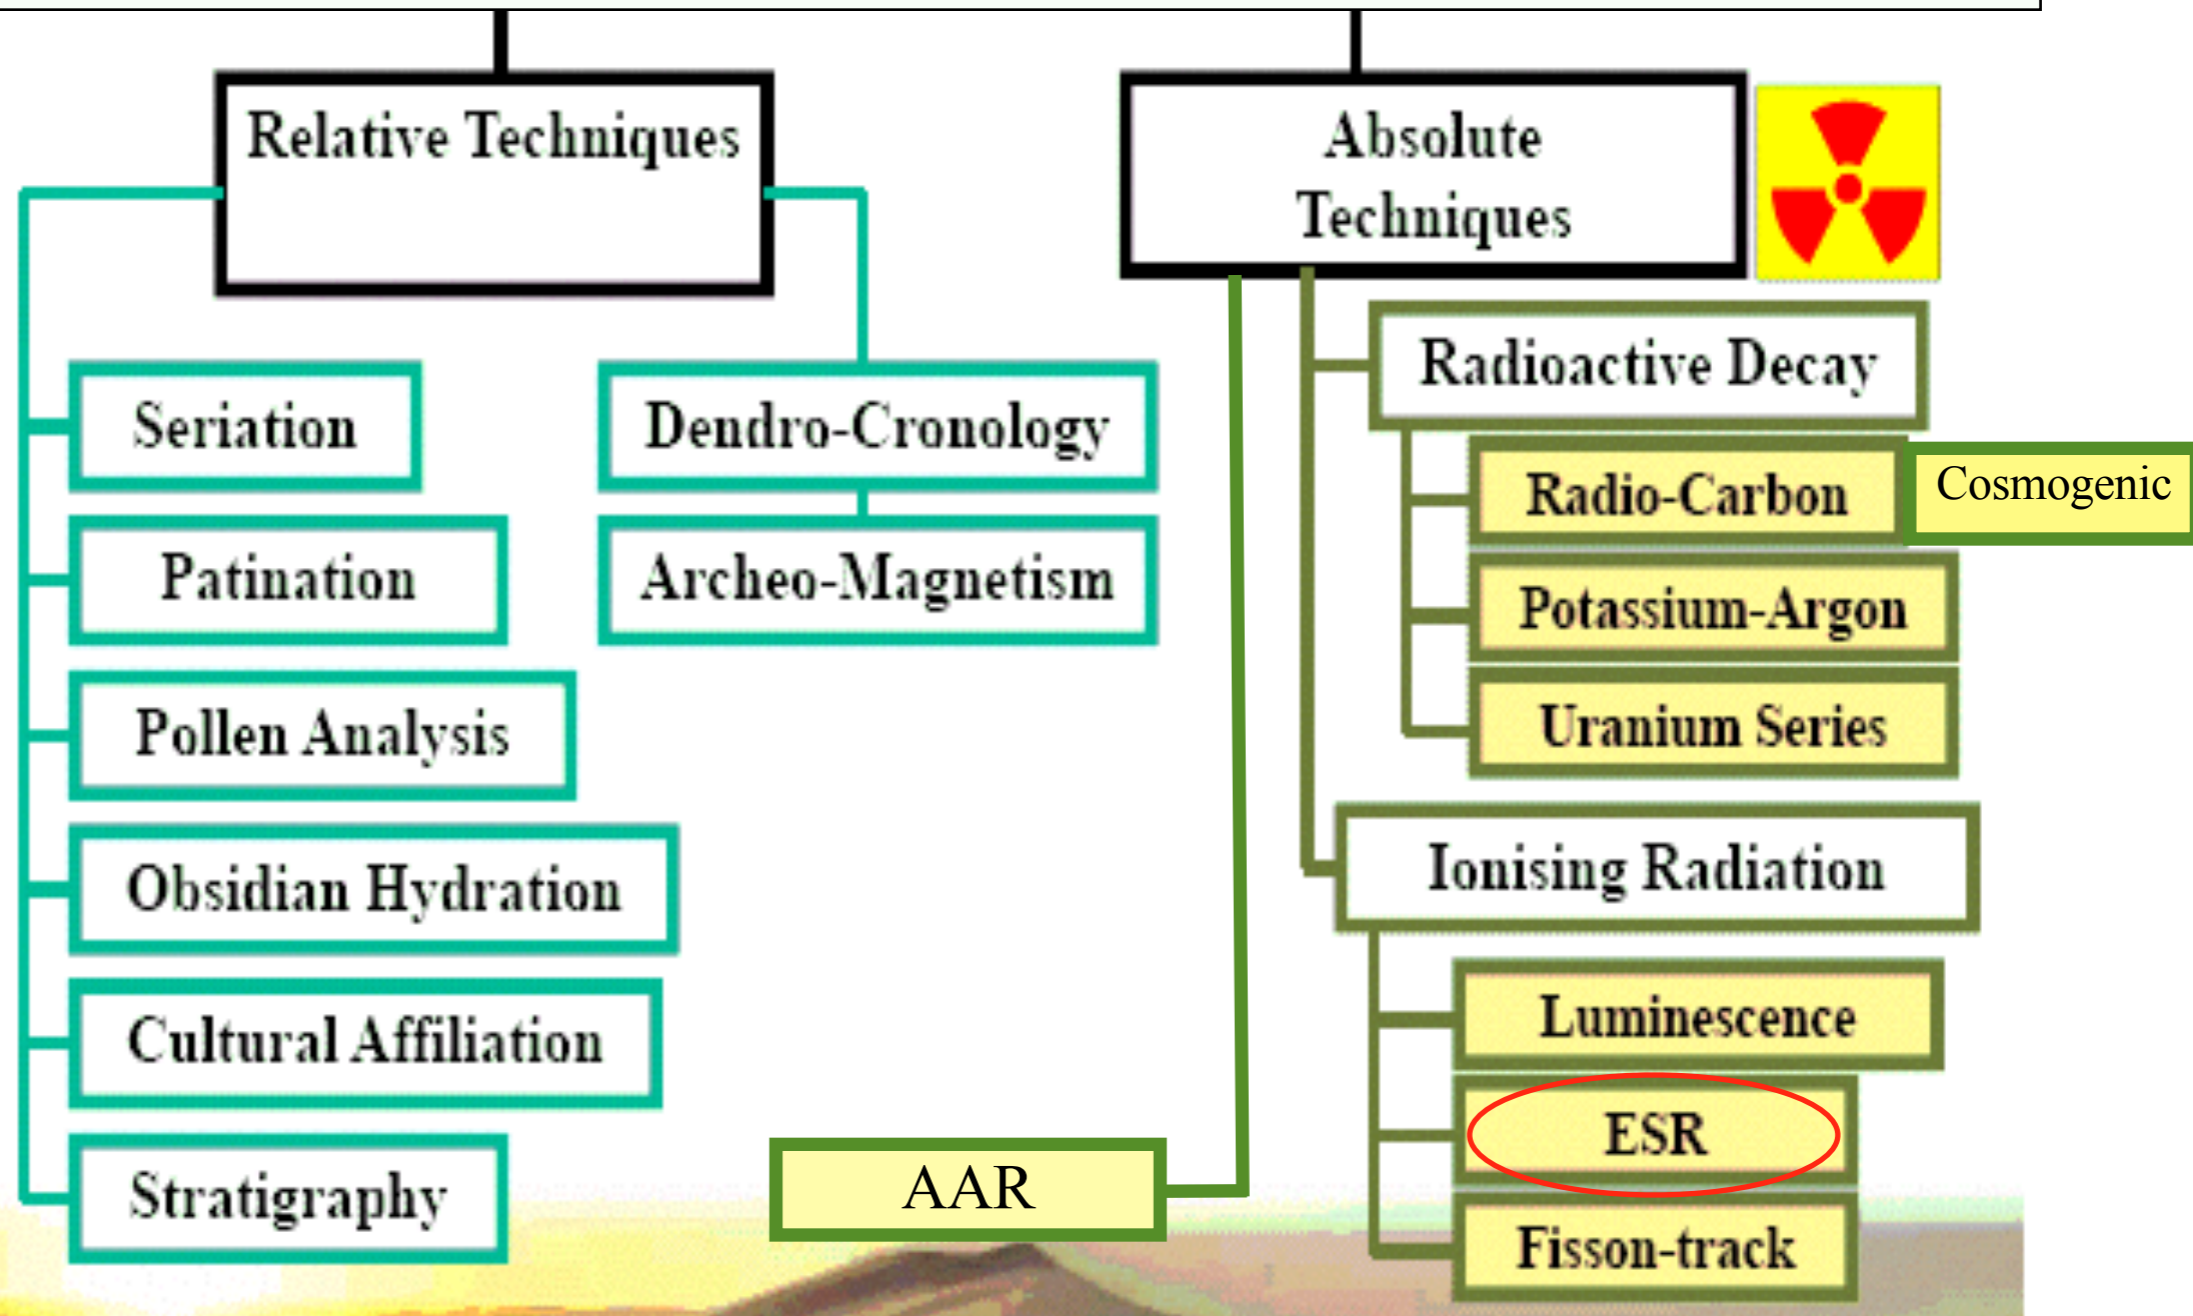 Relative Techniques
Seriation
Patination
Pollen Analysis
Obsidian Hydration
Cultural Affiliation
Stratigraphy
Dendro-Cronology
Archeo-Magnetism
Absolute
Techniques
Radioactive Decay
Radio-Carbon
Cosmogenic
Potassium-Argon
Uranium Series
Ionising Radiation
Luminescence
ESR
Fisson-track
AAR